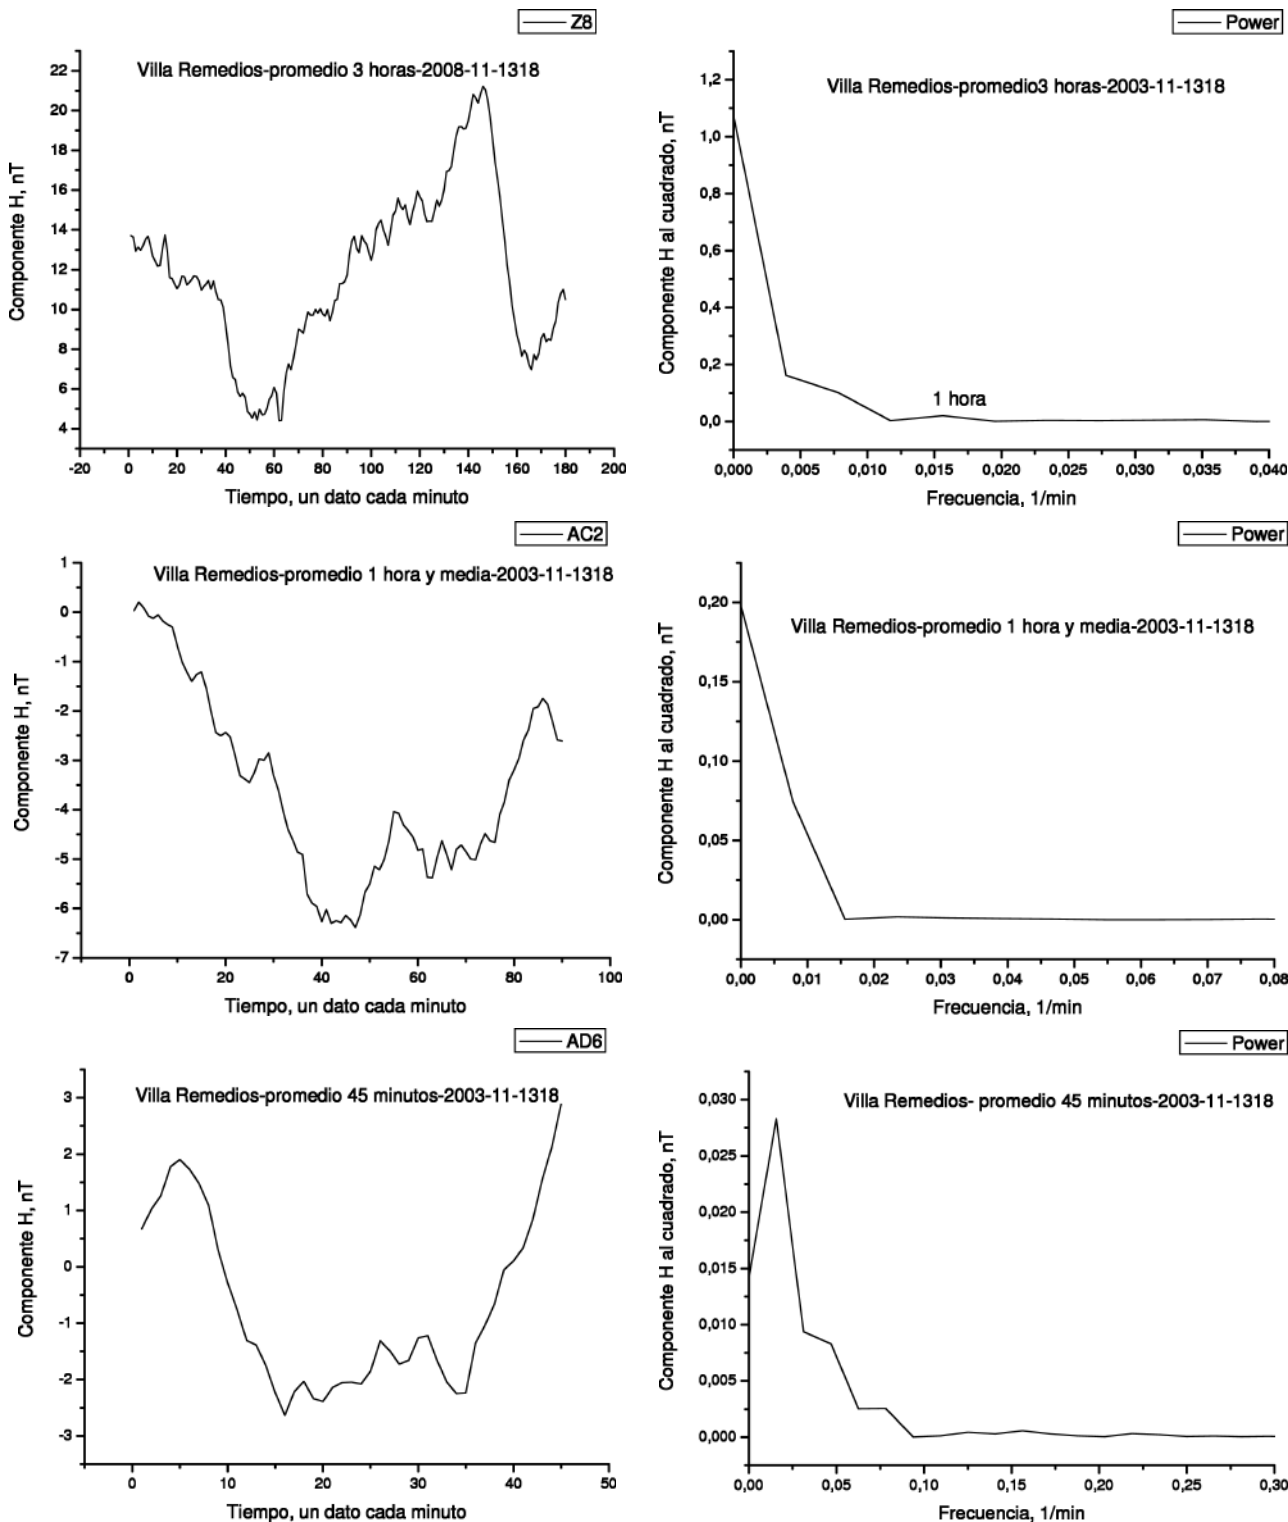 Z8
Villa Remedios-promedio 3 horas-2008-11-1318
Componente H, nT
22
20
18
16
14
12
10
8
6
4
-20 0 20 40 60 80 100 120 140 160 180 200
Tiempo, un dato cada minuto
Power
Villa Remedios-promedio3 horas-2003-11-1318
Componente H al cuadrado, nT
1,2
1,0
0,8
0,6
0,4
0,2
0,0
1 hora
0,000 0,005 0,010 0,015 0,020 0,025 0,030 0,035 0,040
Frecuencia, 1/min
AC2
Villa Remedios-promedio 1 hora y media-2003-11-1318
Componente H, nT
1
0
-1
-2
-3
-4
-5
-6
-7
0 20 40 60 80 100
Tiempo, un dato cada minuto
Power
Villa Remedios-promedio 1 hora y media-2003-11-1318
Componente H al cuadrado, nT
0,20
0,15
0,10
0,05
0,00
0,00 0,01 0,02 0,03 0,04 0,05 0,06 0,07 0,08
Frecuencia, 1/min
AD6
Villa Remedios-promedio 45 minutos-2003-11-1318
Componente H, nT
3
2
1
0
-1
-2
-3
0 10 20 30 40 50
Tiempo, un dato cada minuto
Power
Villa Remedios- promedio 45 minutos-2003-11-1318
Componente H al cuadrado, nT
0,030
0,025
0,020
0,015
0,010
0,005
0,000
0,00 0,05 0,10 0,15 0,20 0,25 0,30
Frecuencia, 1/min